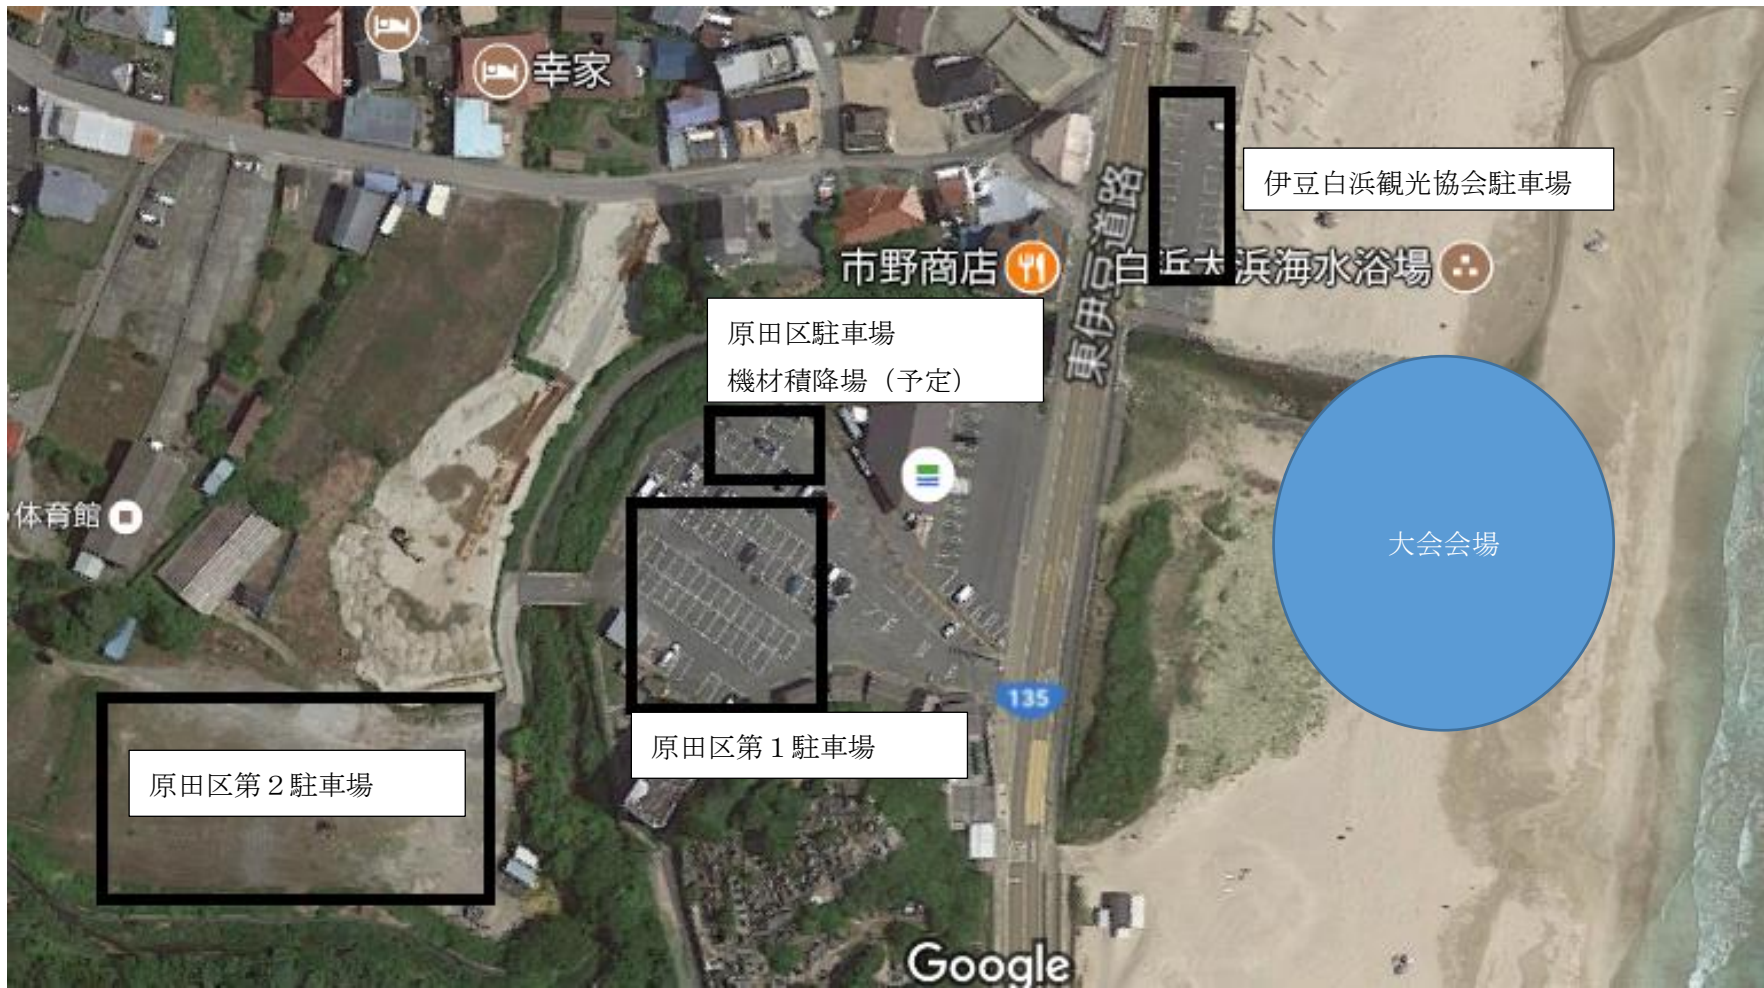 幸家
伊豆白浜観光協会駐車場
東伊豆道路
市野商店
白浜大浜海水浴場
原田区駐車場
機材積降場（予定）
体育館
大会会場
135
原田区第１駐車場
原田区第２駐車場
Google